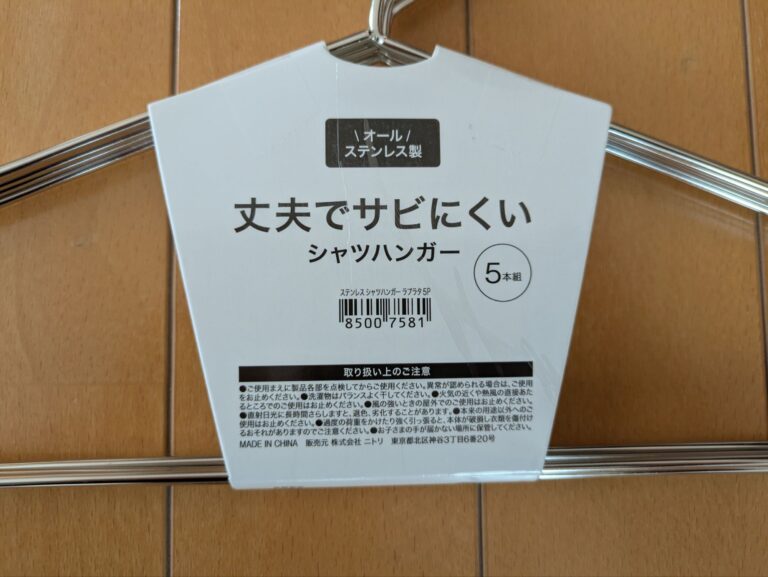 \ オール /
ステンレス製
丈夫でサビにくい
シャツハンガー
5本組
ステンレス シャツハンガー ラプラタ 5P
8500 7581
取り扱い上のご注意
●ご使用まえに製品各部を点検してからご使用ください。異常が認められる場合は、ご使用
をお止めください。●洗濯物はバランスよく干してください。●火気の近くや熱風の直接あた
るところでのご使用はお止めください。●風の強いときの屋外でのご使用はお止めください。
●直射日光に長時間さらしますと、退色、劣化することがあります。●本来の用途以外へのご
使用はお止めください。●過度の荷重をかけたり強く引っ張ると、本体が破損し衣類を傷付け
るおそれがありますのでご注意ください。●お子さまの手が届かない場所に保管してください。
MADE IN CHINA 販売元 株式会社 ニトリ 東京都北区神谷3丁目6番20号